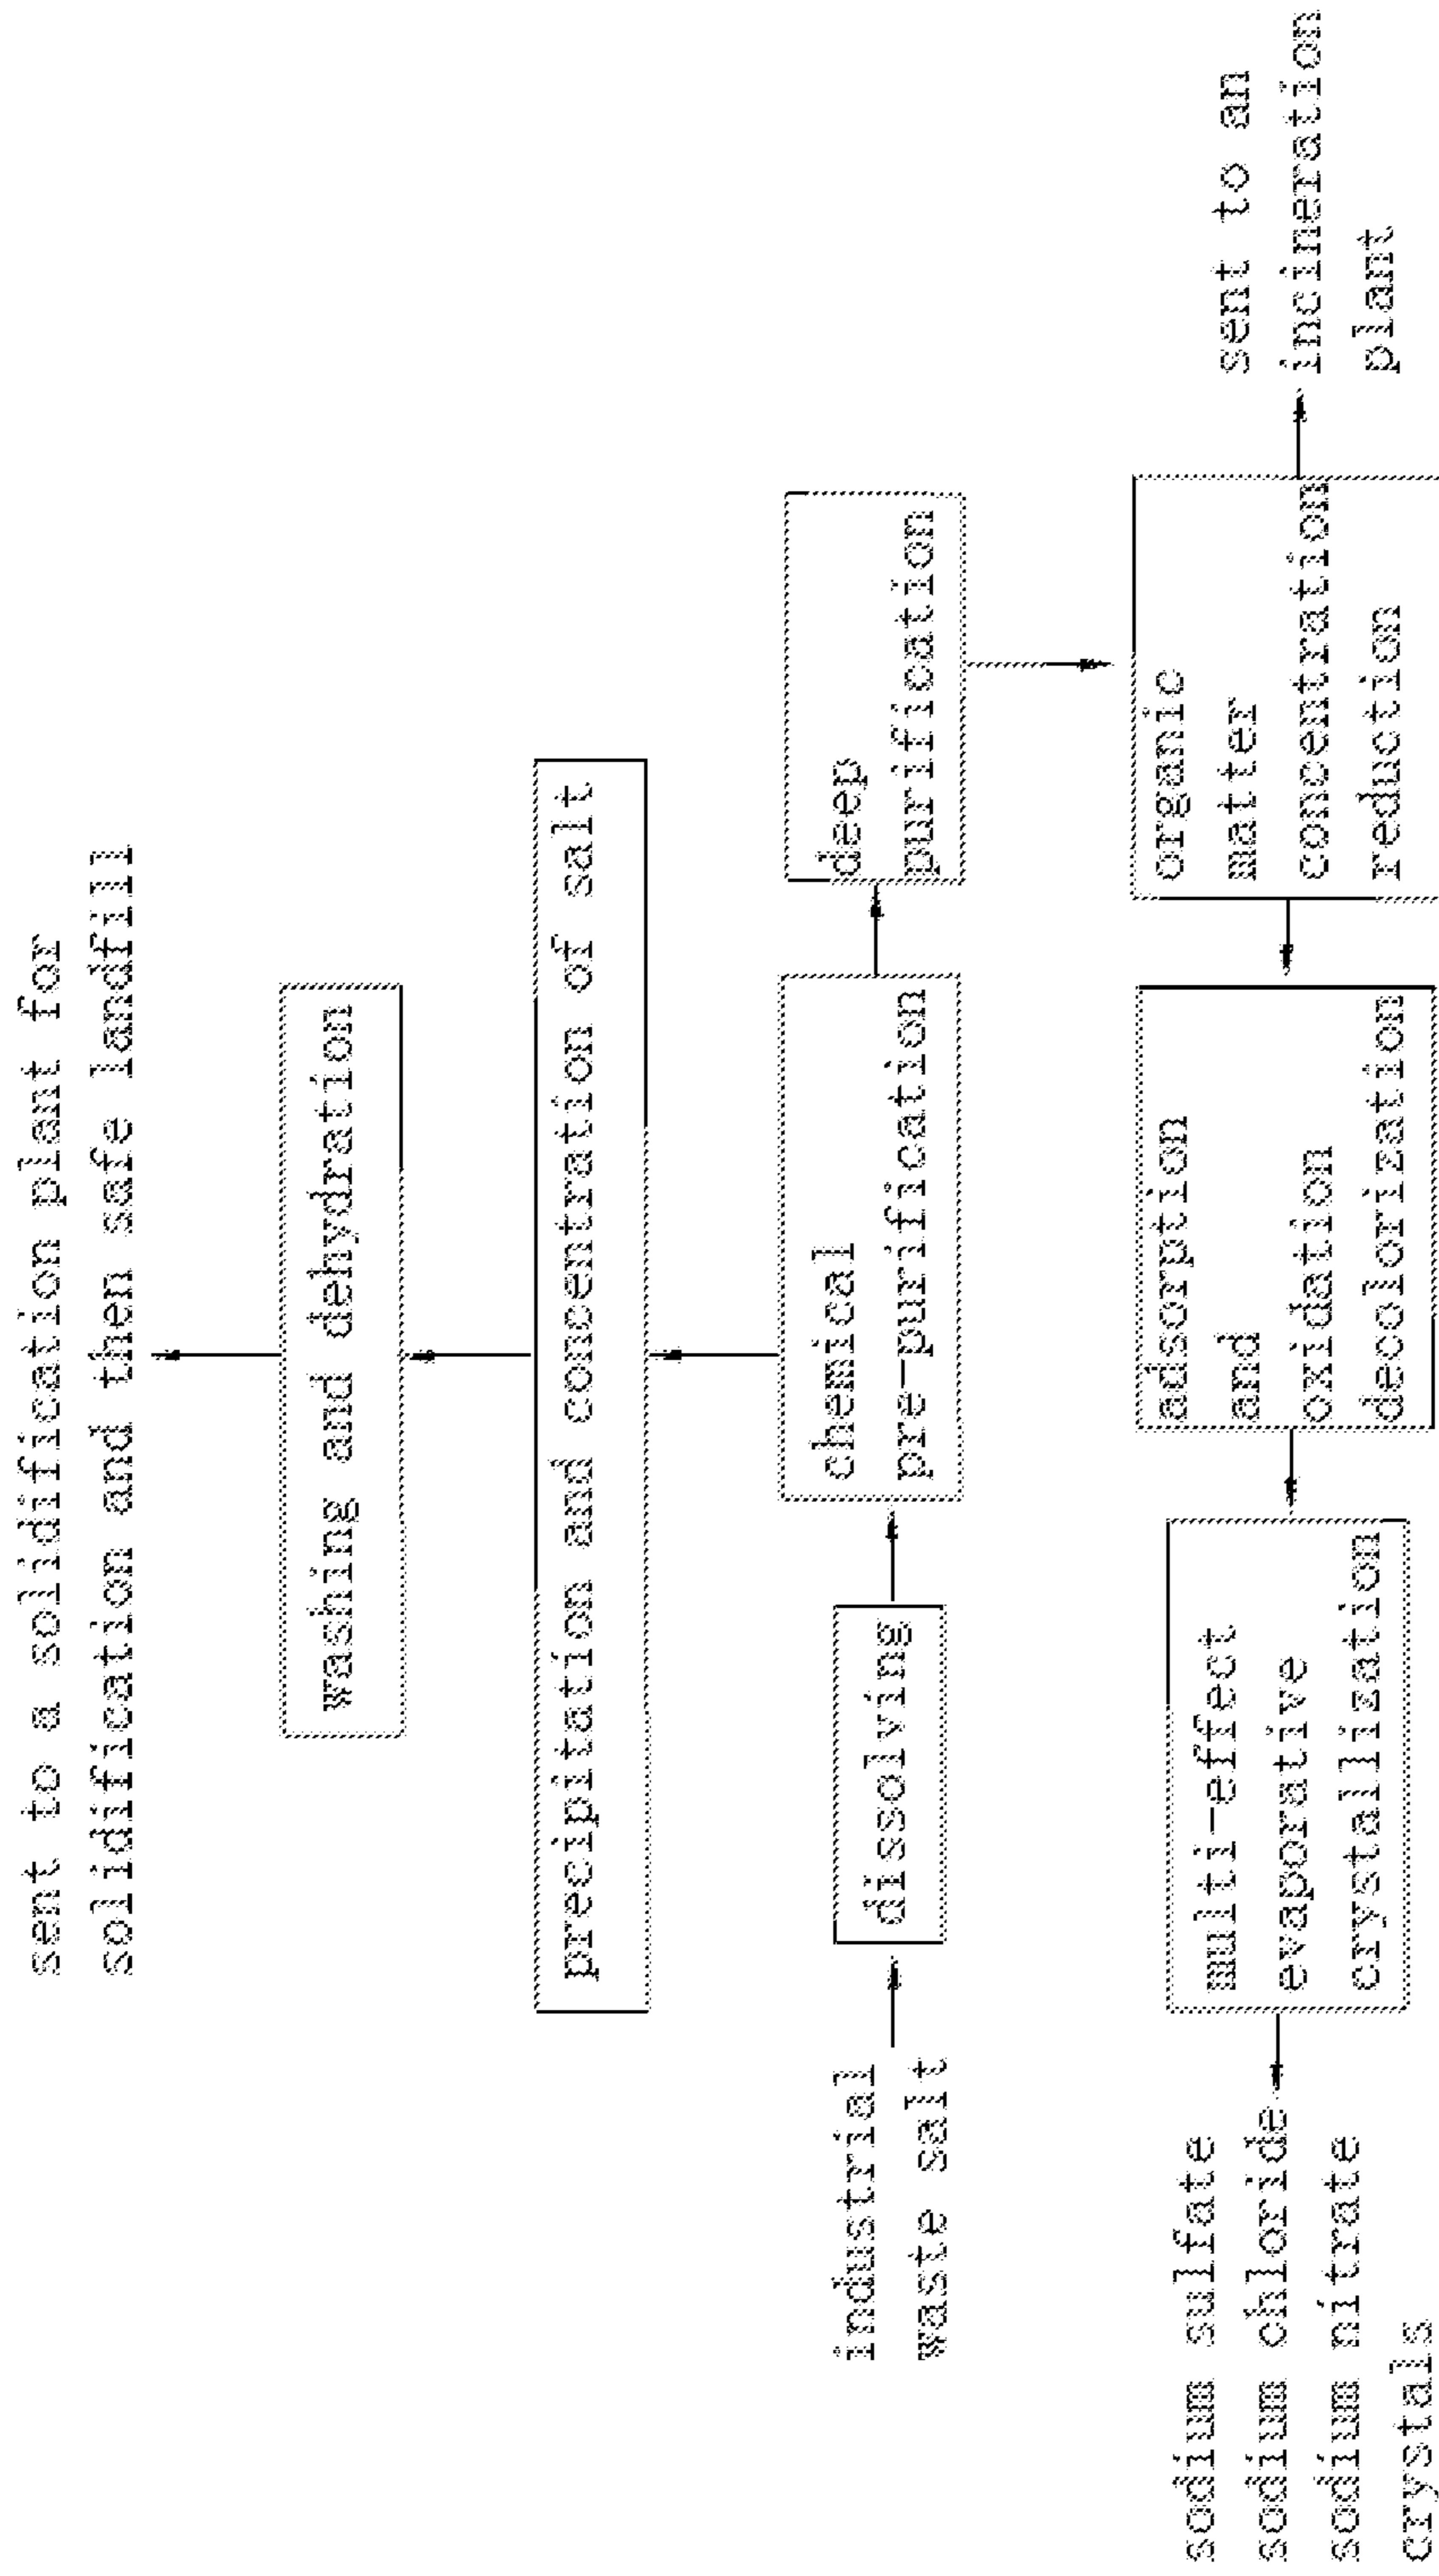 sent to a solidification plant for
solidification and then safe landfill
washing and dehydration
precipitation and concentration of salt
industrial
waste salt
dissolving
chemical
pre-purification
deep
purification
sodium sulfate
sodium chloride
sodium nitrate
crystals
multi-effect
evaporative
crystallization
adsorption
and
oxidation
decolorization
organic
matter
concentration
reduction
sent to an
incineration
plant